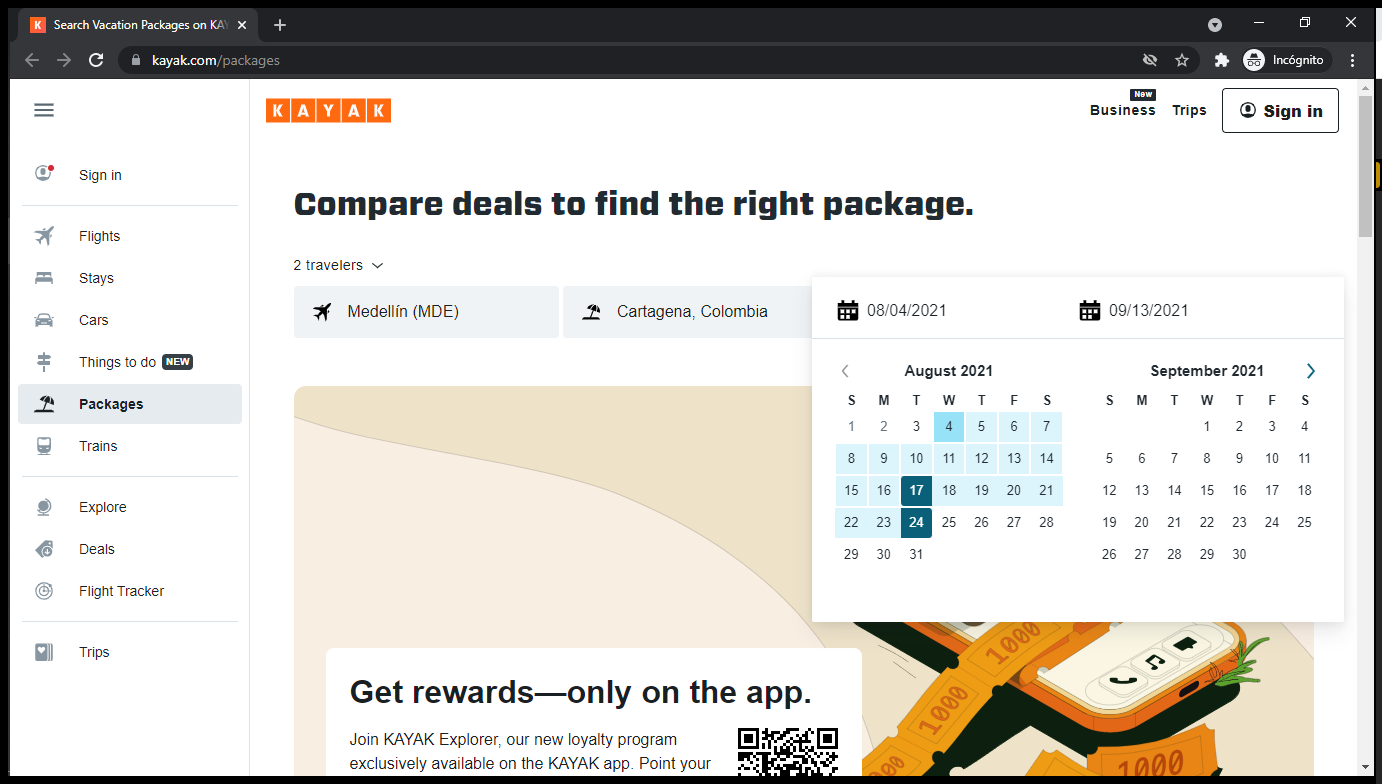 Search Vacation Packages on KAY
kayak.com/packages
Incógnito
KAYAK
New
Business
Trips
Sign in
Sign in
Flights
Stays
Cars
Things to do NEW
Packages
Trains
Explore
Deals
Flight Tracker
Trips
Compare deals to find the right package.
2 travelers
Medellín (MDE)
Cartagena, Colombia
08/04/2021
09/13/2021
August 2021
S M T W T F S
1 2 3 4 5 6 7
8 9 10 11 12 13 14
15 16 17 18 19 20 21
22 23 24 25 26 27 28
29 30 31
September 2021
S M T W T F S
1 2 3 4
5 6 7 8 9 10 11
12 13 14 15 16 17 18
19 20 21 22 23 24 25
26 27 28 29 30
Get rewards—only on the app.
Join KAYAK Explorer, our new loyalty program
exclusively available on the KAYAK app. Point your
1000
1000
1000